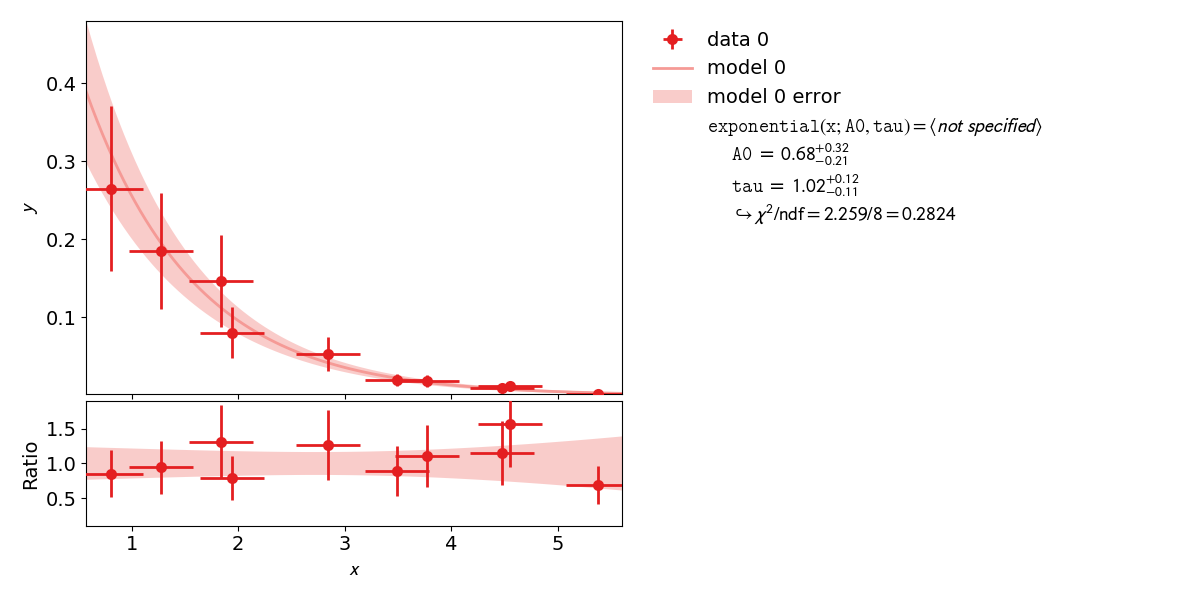 0.4
0.3
0.2
0.1
y
1.5
1.0
0.5
Ratio
1 2 3 4 5
x
data 0
model 0
model 0 error
exponential(x; A0, tau) = ⟨not specified⟩
A0 = 0.68 +0.32 −0.21
tau = 1.02 +0.12 −0.11
↪ χ²/ndf = 2.259/8 = 0.2824